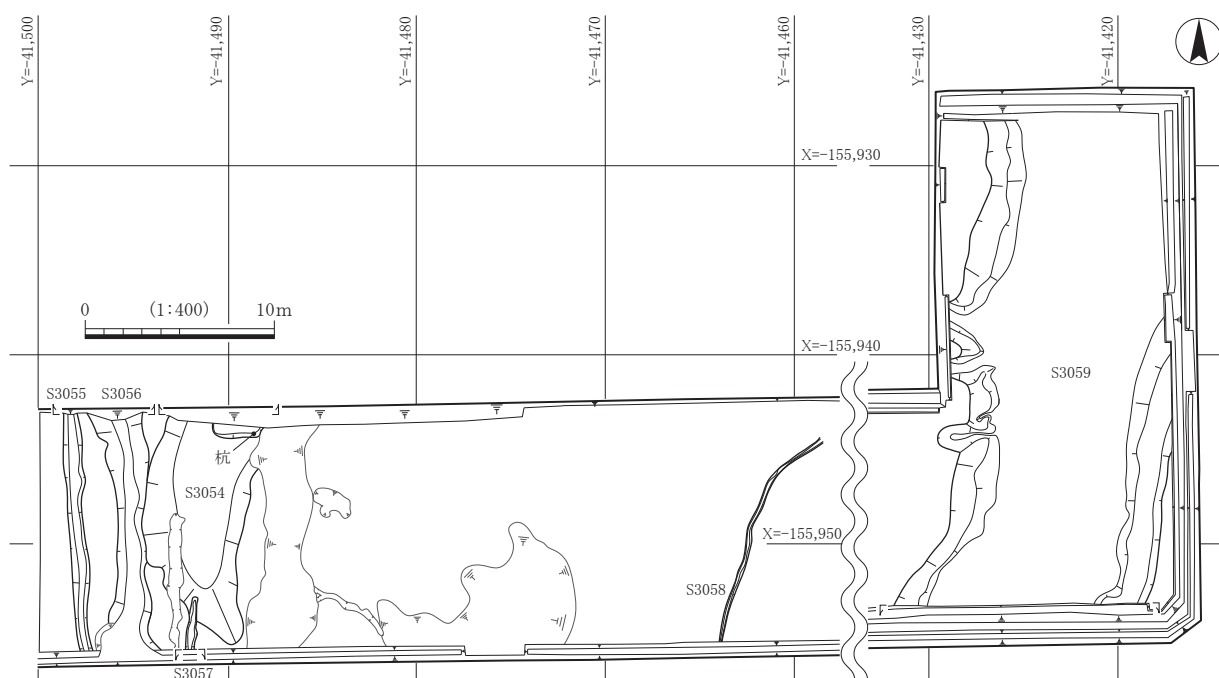 Y=-41,500
Y=-41,490
Y=-41,480
Y=-41,470
Y=-41,460
Y=-41,430
Y=-41,420
X=-155,930
0 (1:400) 10m
X=-155,940
S3055 S3056
S3059
杭
S3054
X=-155,950
S3058
S3057